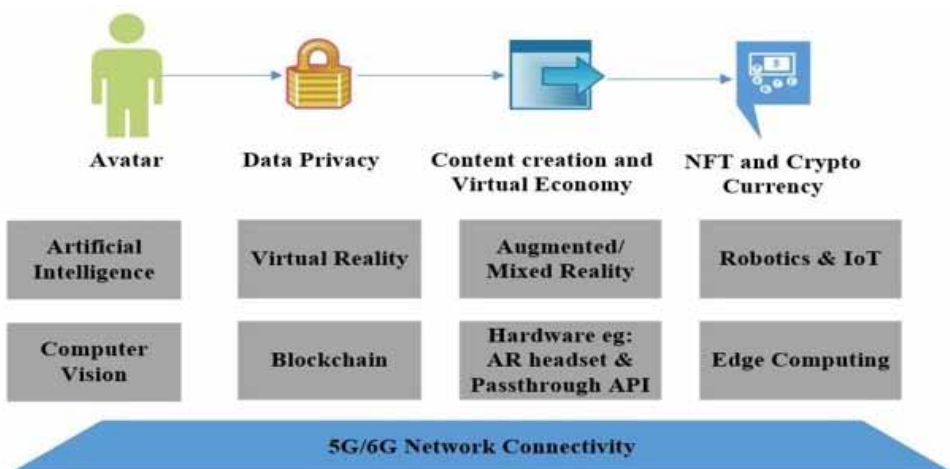 Avatar
Data Privacy
Content creation and
Virtual Economy
NFT and Crypto
Currency
Artificial
Intelligence
Virtual Reality
Augmented/
Mixed Reality
Robotics & IoT
Computer
Vision
Blockchain
Hardware eg:
AR headset &
Passthrough API
Edge Computing
5G/6G Network Connectivity